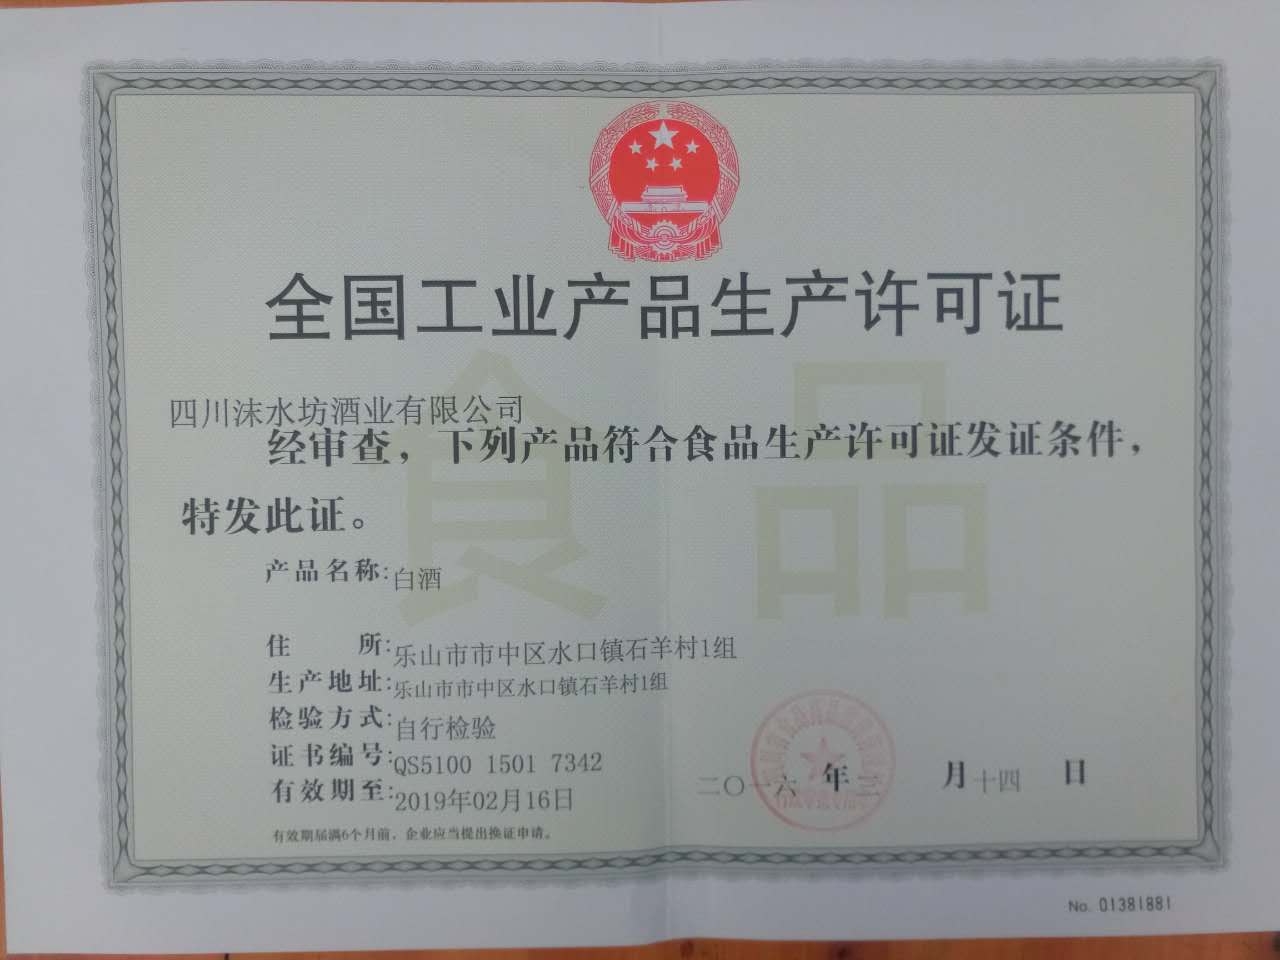 全国工业产品生产许可证
食品
四川沫水坊酒业有限公司
经审查，下列产品符合食品生产许可证发证条件，
特发此证。
产品名称:白酒
住所:乐山市市中区水口镇石羊村1组
生产地址:乐山市市中区水口镇石羊村1组
检验方式:自行检验
证书编号:QS5100 1501 7342
有效期至:2019年02月16日
二〇一六年 月十四日
有效期届满6个月前，企业应当提出换证申请。
No. 01381881